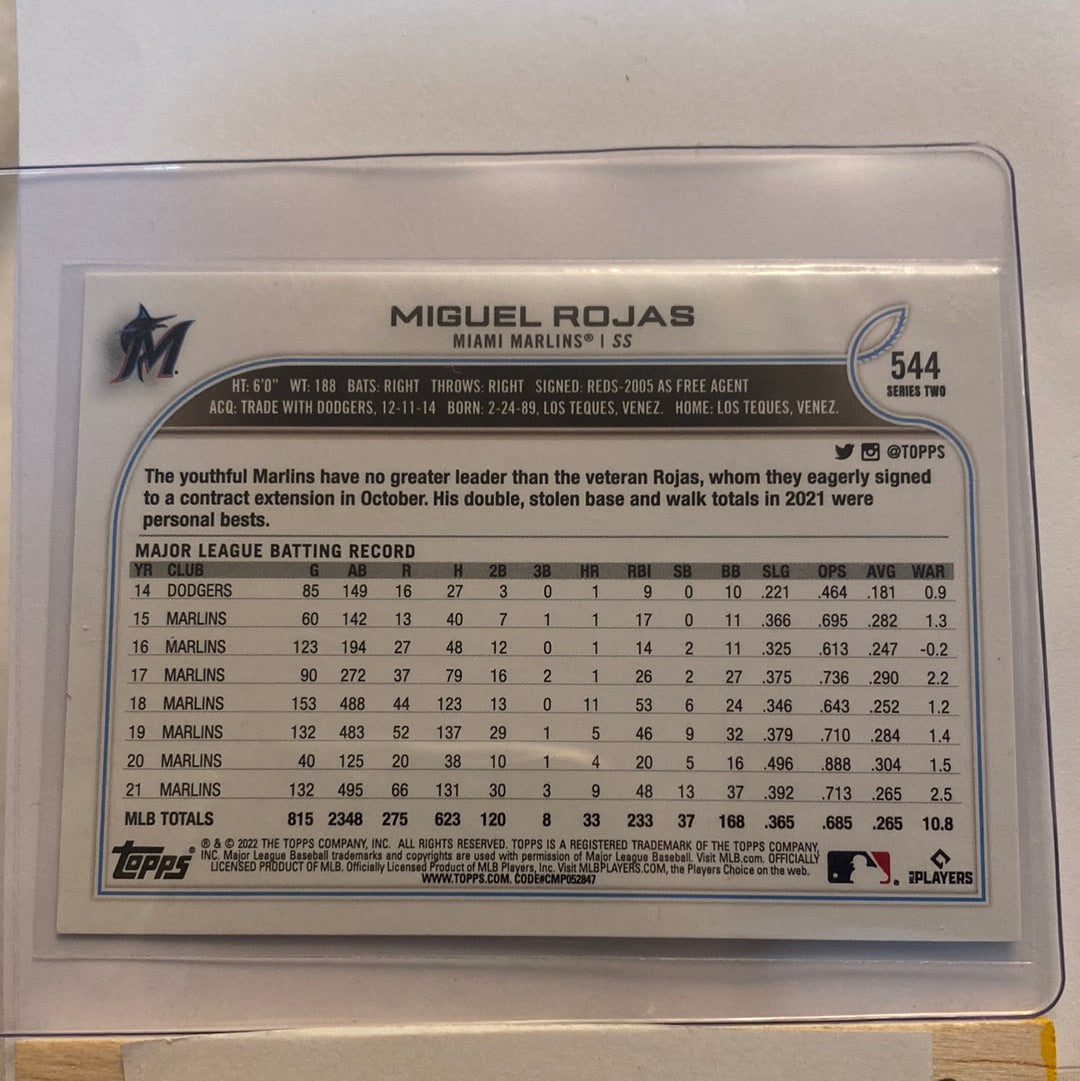 M
MIGUEL ROJAS
MIAMI MARLINS® | SS
544
SERIES TWO
HT: 6'0" WT: 188 BATS: RIGHT THROWS: RIGHT SIGNED: REDS-2005 AS FREE AGENT
ACQ: TRADE WITH DODGERS, 12-11-14 BORN: 2-24-89, LOS TEQUES, VENEZ. HOME: LOS TEQUES, VENEZ.
@TOPPS
The youthful Marlins have no greater leader than the veteran Rojas, whom they eagerly signed
to a contract extension in October. His double, stolen base and walk totals in 2021 were
personal bests.
MAJOR LEAGUE BATTING RECORD
YR CLUB G AB R H 2B 3B HR RBI SB BB SLG OPS AVG WAR
14 DODGERS 85 149 16 27 3 0 1 9 0 10 .221 .464 .181 0.9
15 MARLINS 60 142 13 40 7 1 1 17 0 11 .366 .695 .282 1.3
16 MARLINS 123 194 27 48 12 0 1 14 2 11 .325 .613 .247 -0.2
17 MARLINS 90 272 37 79 16 2 1 26 2 27 .375 .736 .290 2.2
18 MARLINS 153 488 44 123 13 0 11 53 6 24 .346 .643 .252 1.2
19 MARLINS 132 483 52 137 29 1 5 46 9 32 .379 .710 .284 1.4
20 MARLINS 40 125 20 38 10 1 4 20 5 16 .496 .888 .304 1.5
21 MARLINS 132 495 66 131 30 3 9 48 13 37 .392 .713 .265 2.5
MLB TOTALS 815 2348 275 623 120 8 33 233 37 168 .365 .685 .265 10.8
topps®
® & © 2022 THE TOPPS COMPANY, INC. ALL RIGHTS RESERVED. TOPPS IS A REGISTERED TRADEMARK OF THE TOPPS COMPANY,
INC. Major League Baseball trademarks and copyrights are used with permission of Major League Baseball. Visit MLB.com. OFFICIALLY
LICENSED PRODUCT OF MLB. Officially Licensed Product of MLB Players, Inc. Visit MLBPLAYERS.COM, the Players Choice on the web.
WWW.TOPPS.COM. CODE#CMP052847
MLB PLAYERS